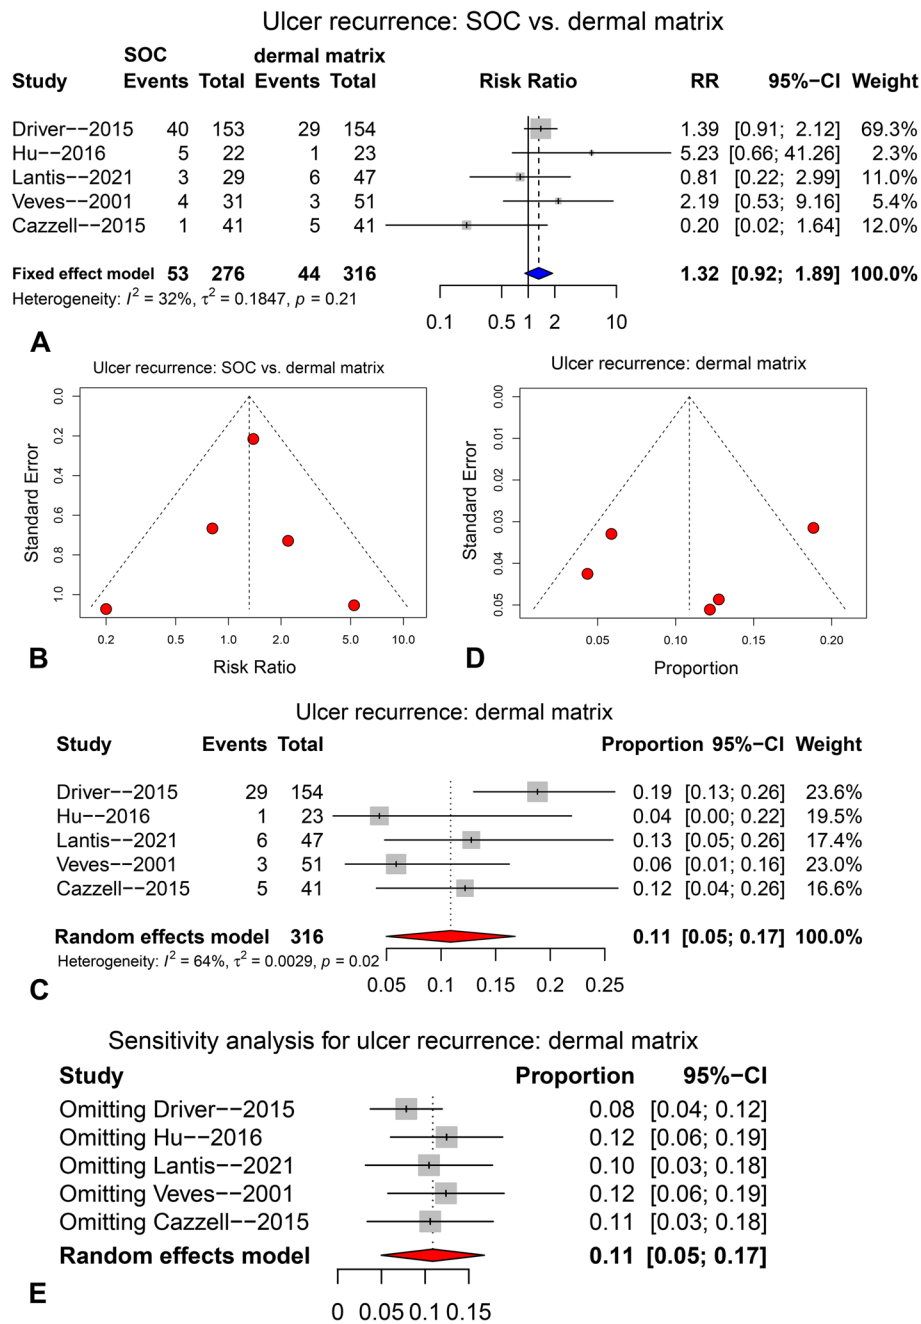 Ulcer recurrence: SOC vs. dermal matrix
SOC dermal matrix
Study Events Total Events Total Risk Ratio RR 95%−CI Weight
Driver−−2015 40 153 29 154 1.39 [0.91; 2.12] 69.3%
Hu−−2016 5 22 1 23 5.23 [0.66; 41.26] 2.3%
Lantis−−2021 3 29 6 47 0.81 [0.22; 2.99] 11.0%
Veves−−2001 4 31 3 51 2.19 [0.53; 9.16] 5.4%
Cazzell−−2015 1 41 5 41 0.20 [0.02; 1.64] 12.0%
Fixed effect model 53 276 44 316 1.32 [0.92; 1.89] 100.0%
Heterogeneity: I² = 32%, τ² = 0.1847, p = 0.21
0.1 0.5 1 2 10
A
Ulcer recurrence: SOC vs. dermal matrix
Standard Error
0.0
0.2
0.4
0.6
0.8
1.0
0.2 0.5 1.0 2.0 5.0 10.0
Risk Ratio
B
Ulcer recurrence: dermal matrix
Standard Error
0.00
0.01
0.02
0.03
0.04
0.05
0.05 0.10 0.15 0.20
Proportion
D
Ulcer recurrence: dermal matrix
Study Events Total Proportion 95%−CI Weight
Driver−−2015 29 154 0.19 [0.13; 0.26] 23.6%
Hu−−2016 1 23 0.04 [0.00; 0.22] 19.5%
Lantis−−2021 6 47 0.13 [0.05; 0.26] 17.4%
Veves−−2001 3 51 0.06 [0.01; 0.16] 23.0%
Cazzell−−2015 5 41 0.12 [0.04; 0.26] 16.6%
Random effects model 316 0.11 [0.05; 0.17] 100.0%
Heterogeneity: I² = 64%, τ² = 0.0029, p = 0.02
0.05 0.1 0.15 0.2 0.25
C
Sensitivity analysis for ulcer recurrence: dermal matrix
Study Proportion 95%−CI
Omitting Driver−−2015 0.08 [0.04; 0.12]
Omitting Hu−−2016 0.12 [0.06; 0.19]
Omitting Lantis−−2021 0.10 [0.03; 0.18]
Omitting Veves−−2001 0.12 [0.06; 0.19]
Omitting Cazzell−−2015 0.11 [0.03; 0.18]
Random effects model 0.11 [0.05; 0.17]
0 0.05 0.1 0.15
E